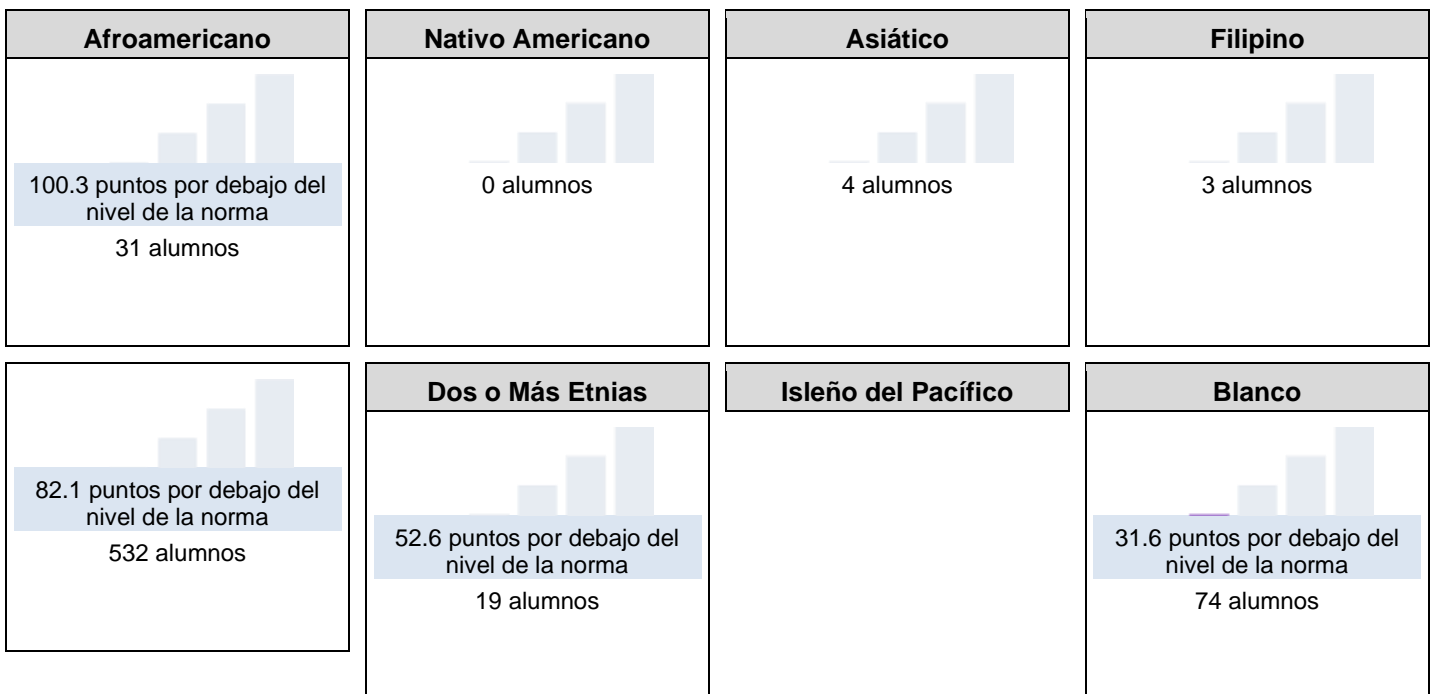 Afroamericano
100.3 puntos por debajo del
nivel de la norma
31 alumnos
Nativo Americano
0 alumnos
Asiático
4 alumnos
Filipino
3 alumnos
82.1 puntos por debajo del
nivel de la norma
532 alumnos
Dos o Más Etnias
52.6 puntos por debajo del
nivel de la norma
19 alumnos
Isleño del Pacífico
Blanco
31.6 puntos por debajo del
nivel de la norma
74 alumnos